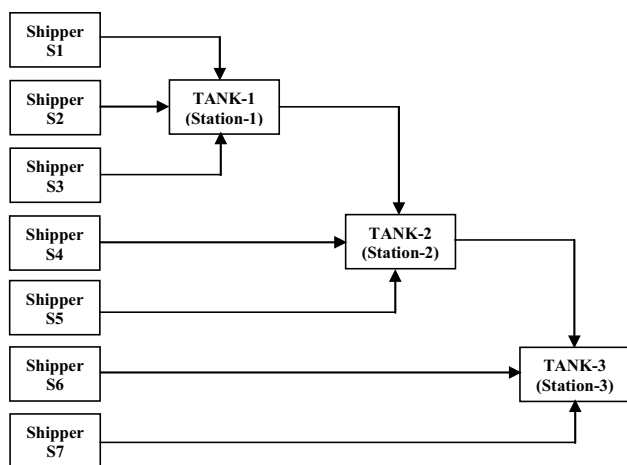 Shipper
S1
Shipper
S2
TANK-1
(Station-1)
Shipper
S3
Shipper
S4
TANK-2
(Station-2)
Shipper
S5
Shipper
S6
TANK-3
(Station-3)
Shipper
S7